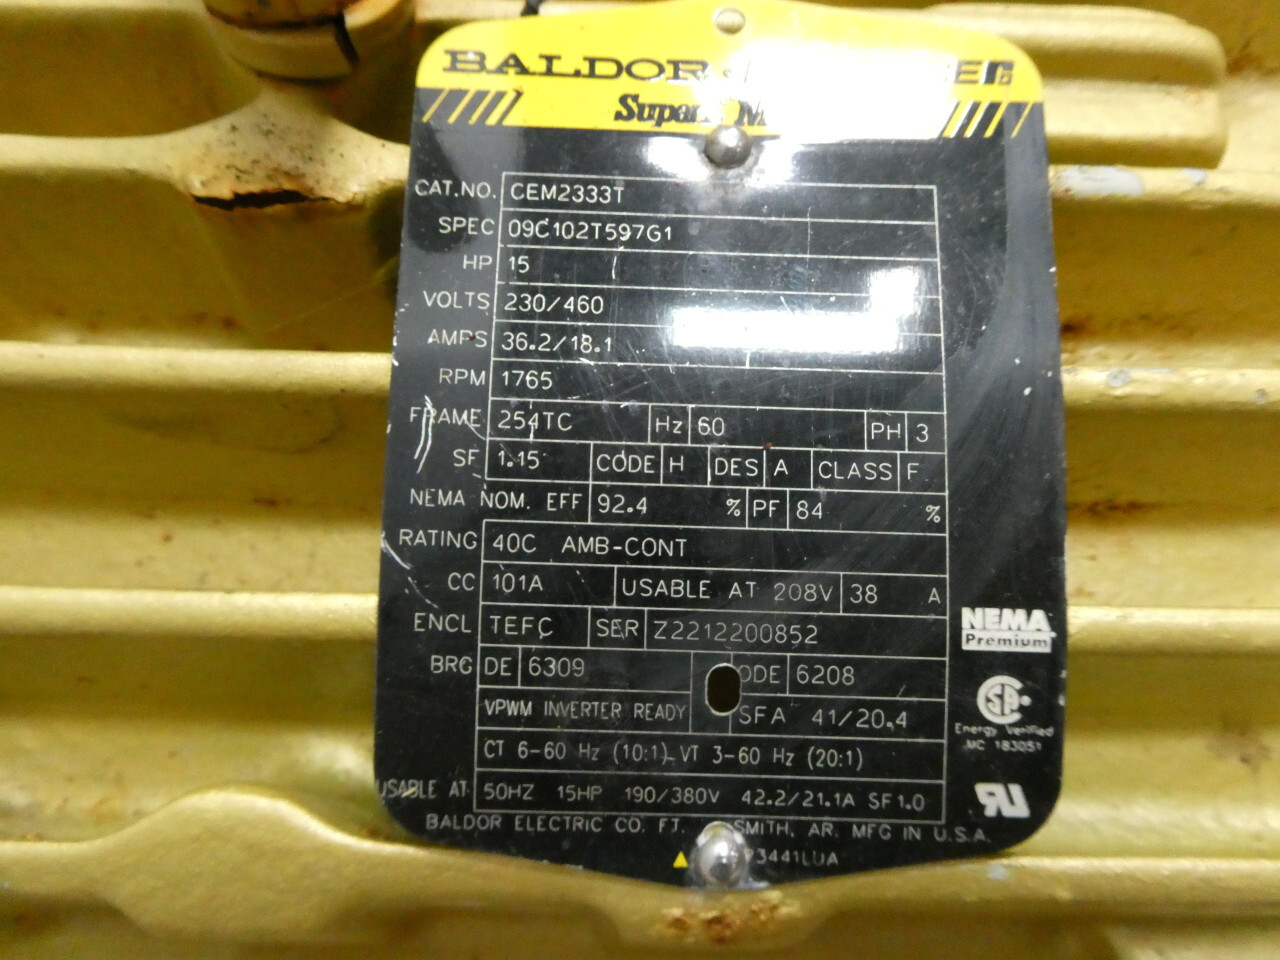 BALDOR
Super
CAT.NO. CEM2333T
SPEC 09C102T597G1
HP 15
VOLTS 230/460
AMPS 36.2/18.1
RPM 1765
FRAME 254TC Hz 60 PH 3
SF 1.15 CODE H DES A CLASS F
NEMA NOM. EFF 92.4 % PF 84 %
RATING 40C AMB-CONT
CC 101A USABLE AT 208V 38 A
ENCL TEFC SER Z2212200852
NEMA
Premium
BRG DE 6309 ODE 6208
VPWM INVERTER READY SFA 41/20.4
Energy Verified
MC 183051
CT 6-60 Hz (10:1) VT 3-60 Hz (20:1)
USABLE AT 50HZ 15HP 190/380V 42.2/21.1A SF1.0
BALDOR ELECTRIC CO. FT. SMITH, AR. MFG IN U.S.A.